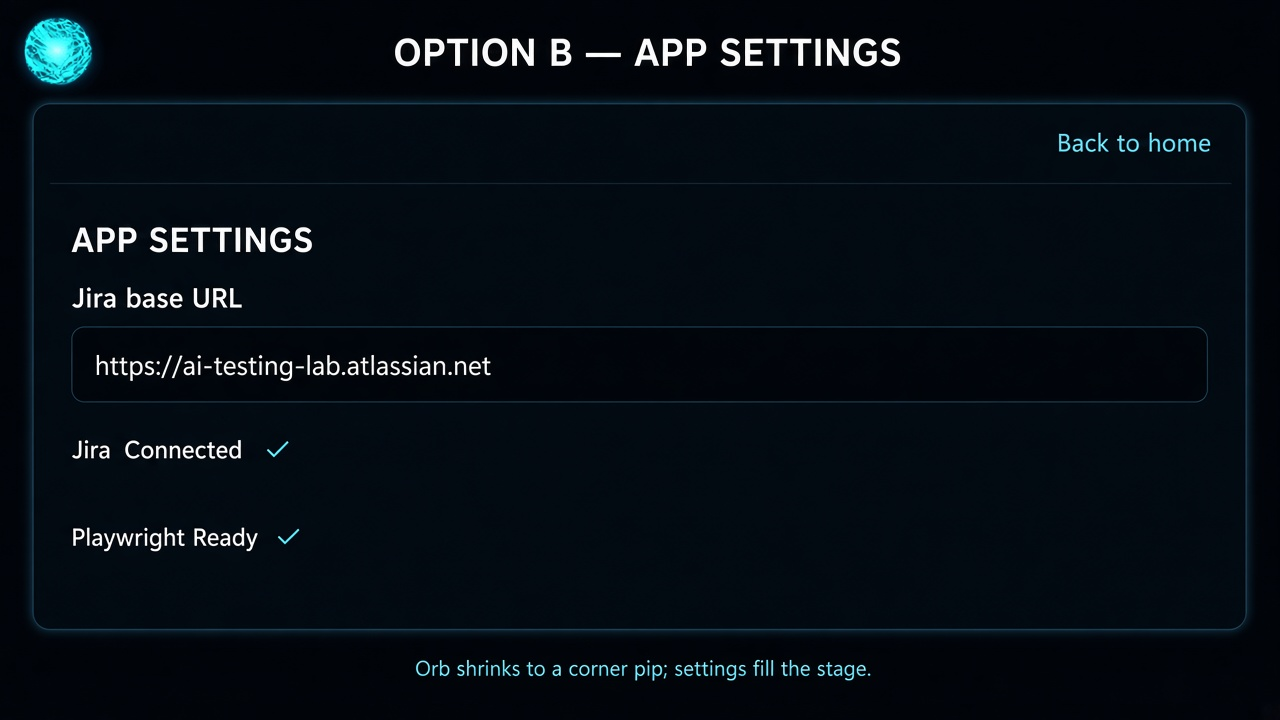 OPTION B — APP SETTINGS
Back to home
APP SETTINGS
Jira base URL
https://ai-testing-lab.atlassian.net
Jira Connected ✓
Playwright Ready ✓
Orb shrinks to a corner pip; settings fill the stage.